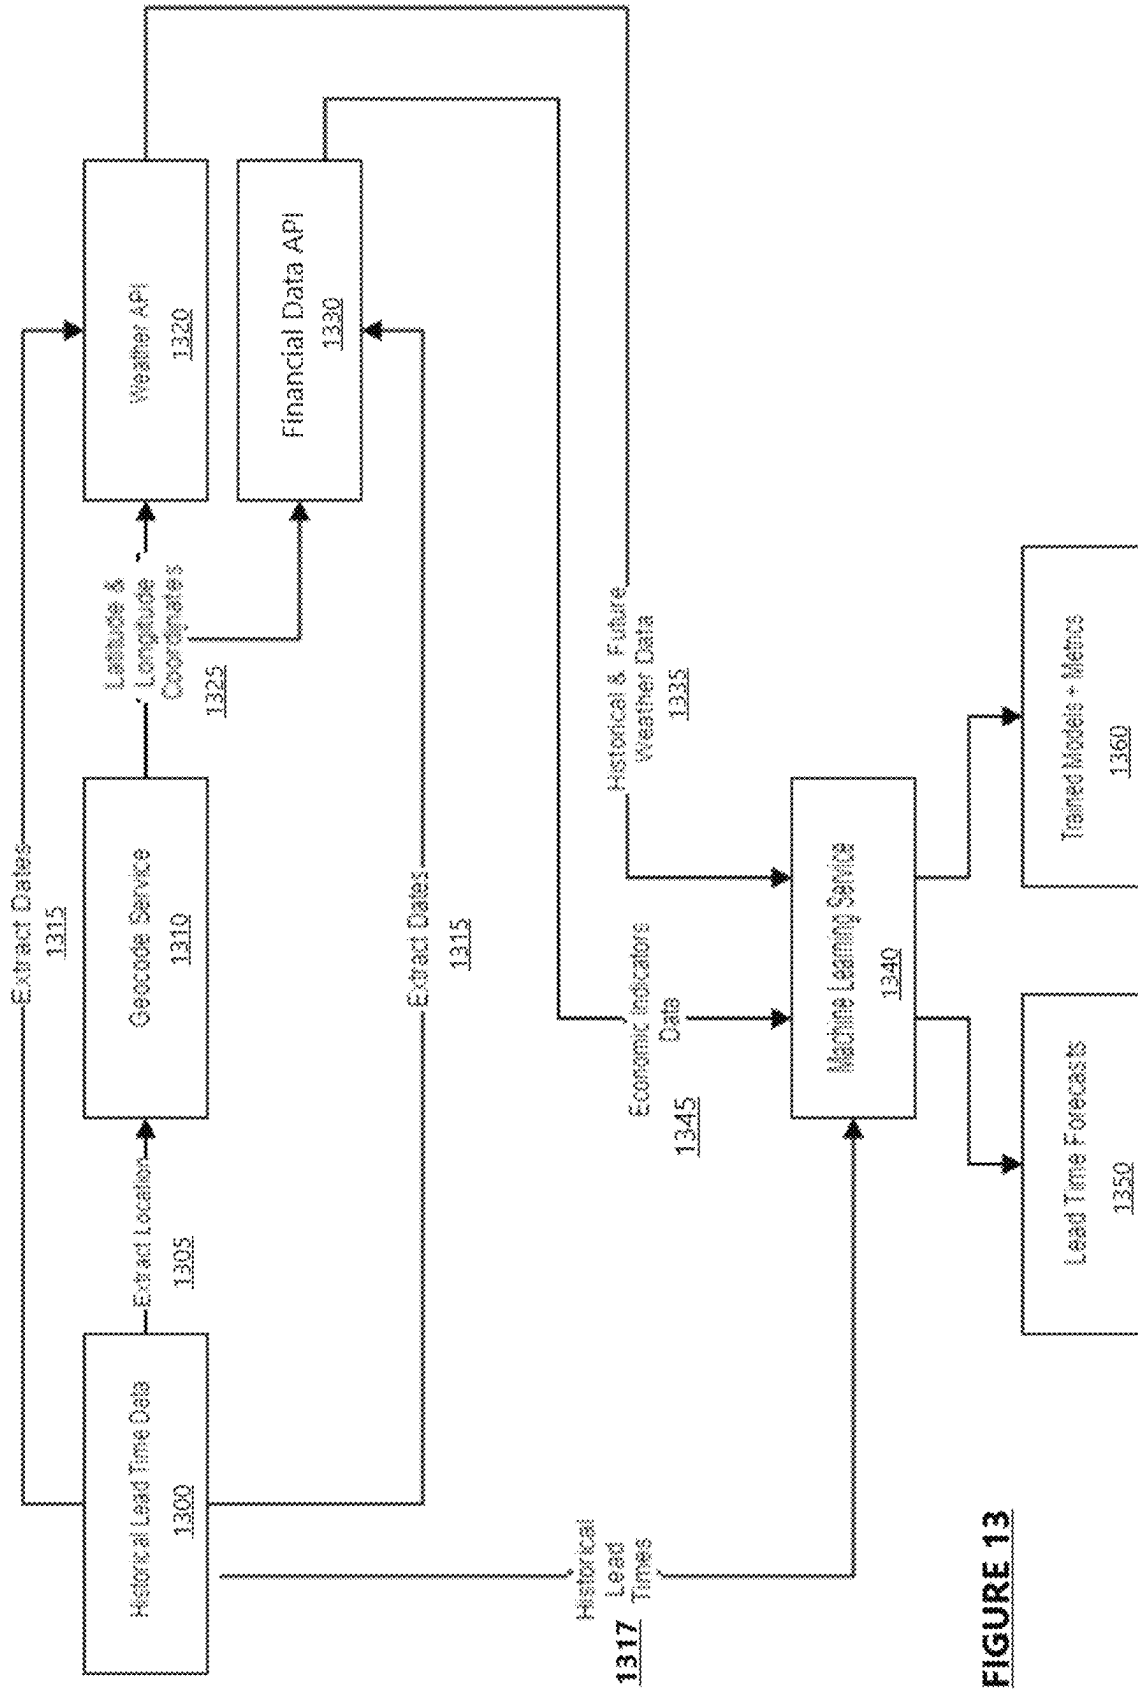 Extract Dates
1315
Historical Lead Time Data
1300
Extract Location
1305
Geocode Service
1310
Latitude &
Longitude
Coordinates
1325
Weather API
1320
Financial Data API
1330
Extract Dates
1315
Historical
Lead
Times
1317
Economic Indicators
Data
1345
Historical & Future
Weather Data
1335
Machine Learning Service
1340
Lead Time Forecasts
1350
Trained Models + Metrics
1360
FIGURE 13